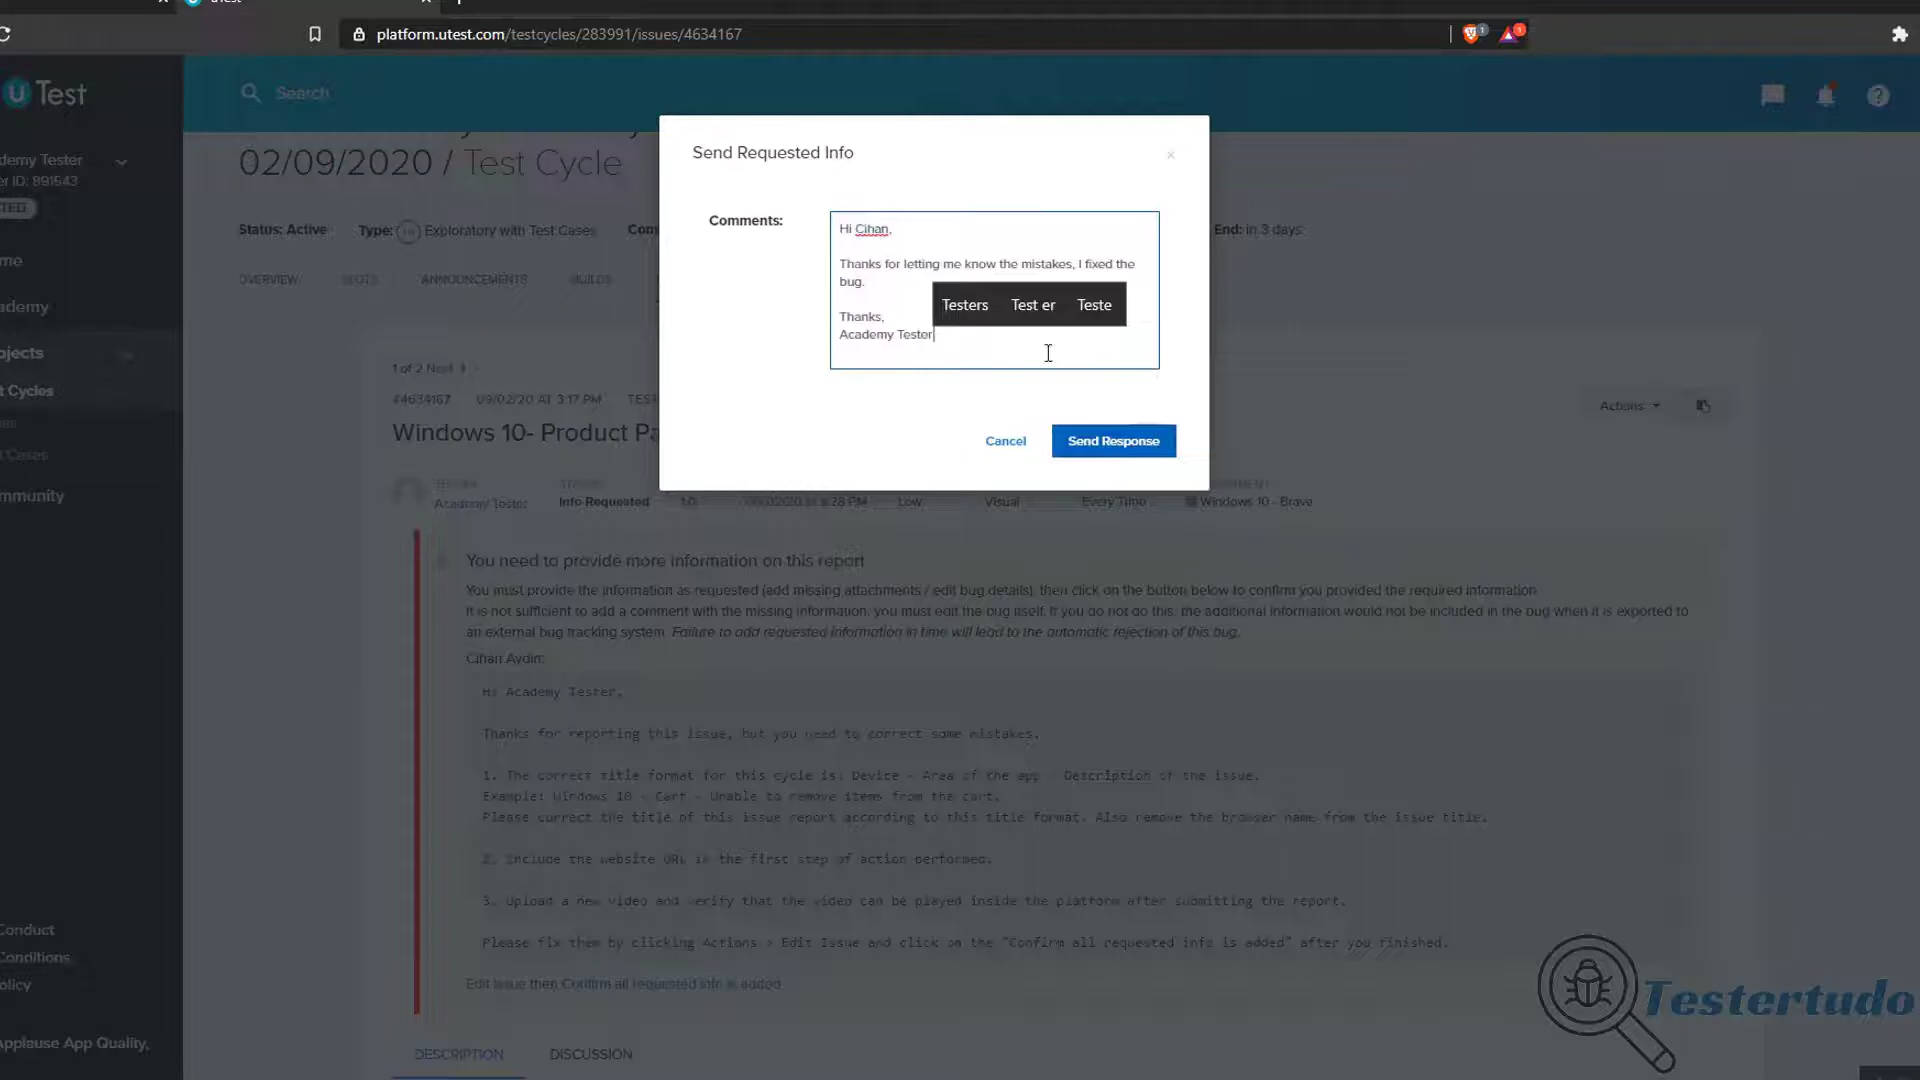 platform.utest.com/testcycles/283991/issues/4634167
uTest
Search
demy Tester
er ID: 891543
02/09/2020 / Test Cycle
Send Requested Info
Comments:
Hi Cihan,
Thanks for letting me know the mistakes, I fixed the
bug.
Thanks,
Academy Tester
Testers Test er Teste
Cancel
Send Response
Status: Active Type: Exploratory with Test Cases
End: in 3 days
OVERVIEW SLOTS ANNOUNCEMENTS BUILDS
me
ademy
ojects
t Cycles
Cases
mmunity
1 of 2 Next
#4634167 09/02/20 AT 3:17 PM
Actions
Windows 10- Product Pa
Academy Tester Info Requested Low Visual Every Time Windows 10 - Brave
You need to provide more information on this report
You must provide the information as requested (add missing attachments / edit bug details), then click on the button below to confirm you provided the required information
It is not sufficient to add a comment with the missing information, you must edit the bug itself. If you do not do this, the additional information would not be included in the bug when it is exported to
an external bug tracking system. Failure to add requested information in time will lead to the automatic rejection of this bug.
Cihan Aydin:
Hi Academy Tester,
Thanks for reporting this issue, but you need to correct some mistakes.
1. The correct title format for this cycle is: Device - Area of the app - Description of the issue.
Example: Windows 10 - Cart - Unable to remove items from the cart.
Please correct the title of this issue report according to this title format. Also remove the browser name from the issue title.
2. Include the website URL in the first step of action performed.
3. Upload a new video and verify that the video can be played inside the platform after submitting the report.
Please fix them by clicking Actions > Edit Issue and click on the "Confirm all requested info is added" after you finished.
Edit Issue then Confirm all requested info is added
DESCRIPTION DISCUSSION
Conduct
Conditions
olicy
Applause App Quality,
Testertudo